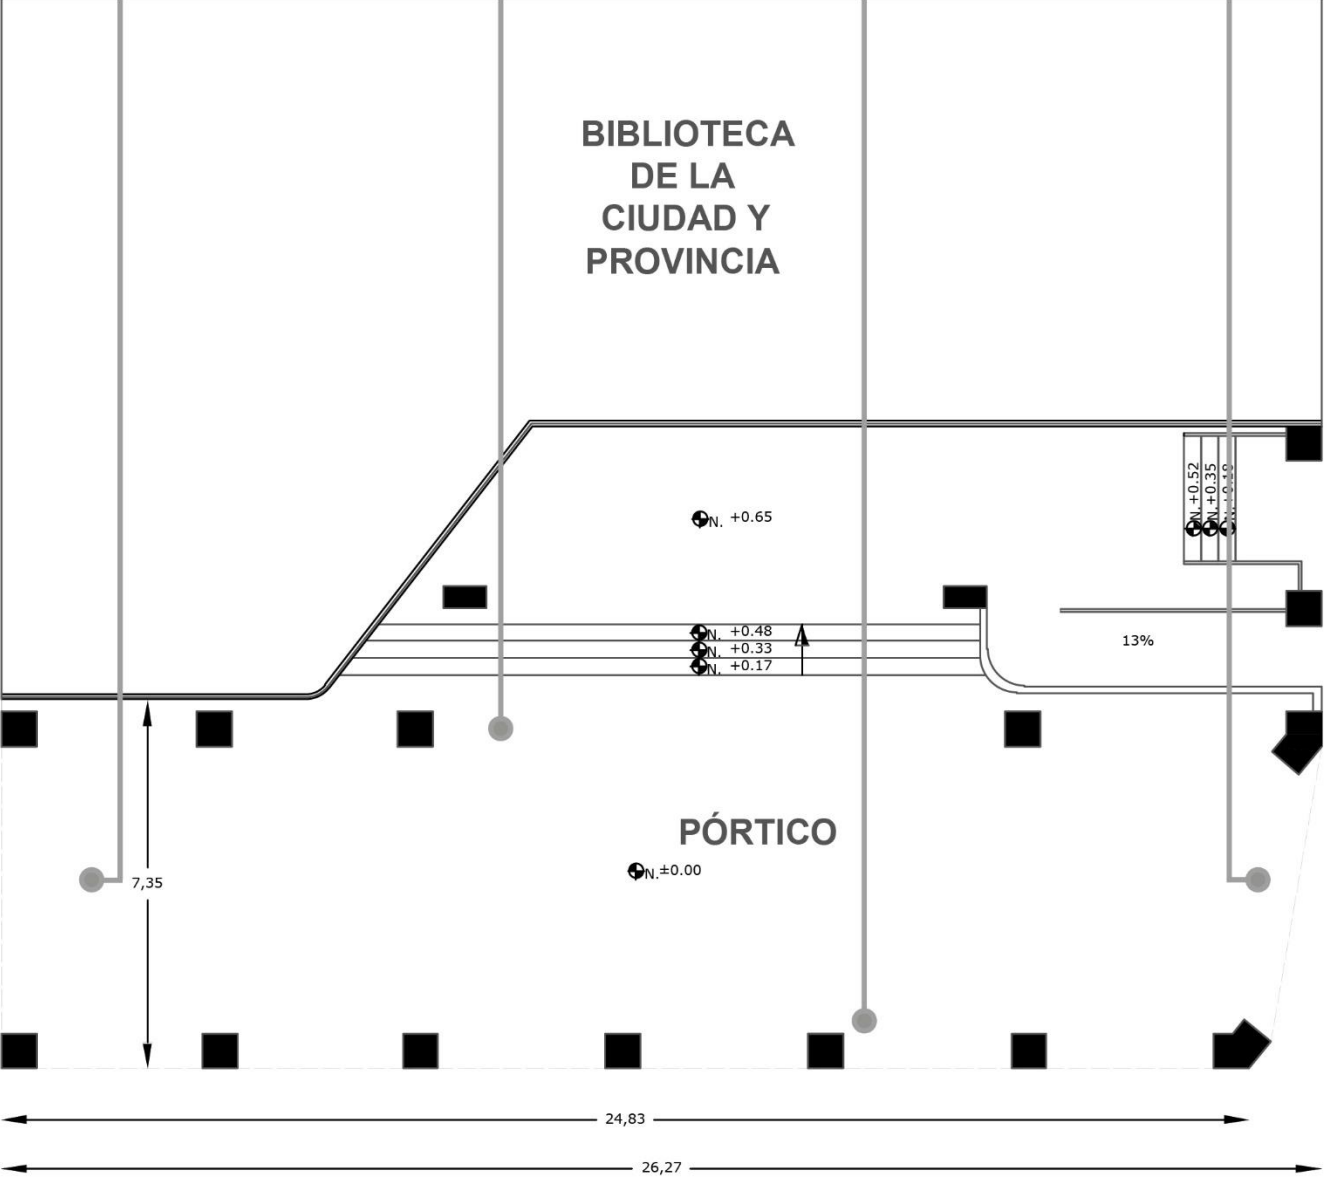 BIBLIOTECA
DE LA
CIUDAD Y
PROVINCIA
N. +0.52
N. +0.35
N. +0.65
N. +0.48
N. +0.33
N. +0.17
13%
PÓRTICO
N. ±0.00
7,35
24,83
26,27